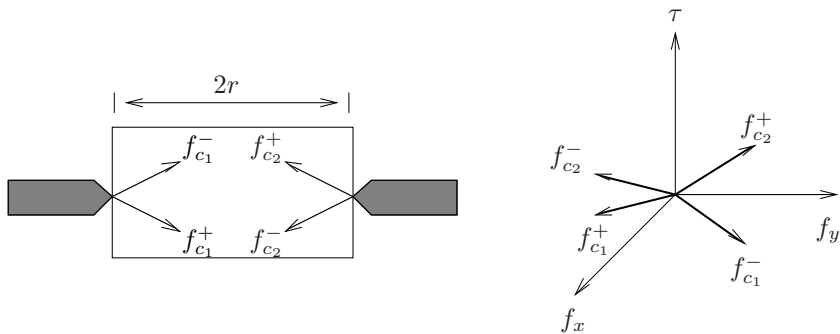 2r
f_{c_1}^- f_{c_2}^+
f_{c_1}^+ f_{c_2}^-
τ
f_{c_2}^+
f_{c_2}^-
f_{c_1}^+
f_y
f_{c_1}^-
f_x